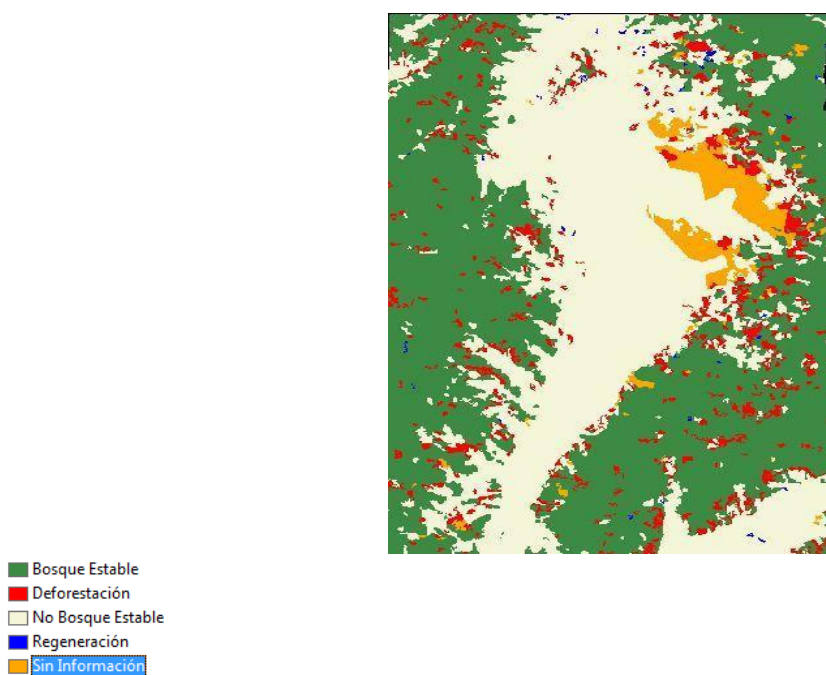 Bosque Estable
Deforestación
No Bosque Estable
Regeneración
Sin Información